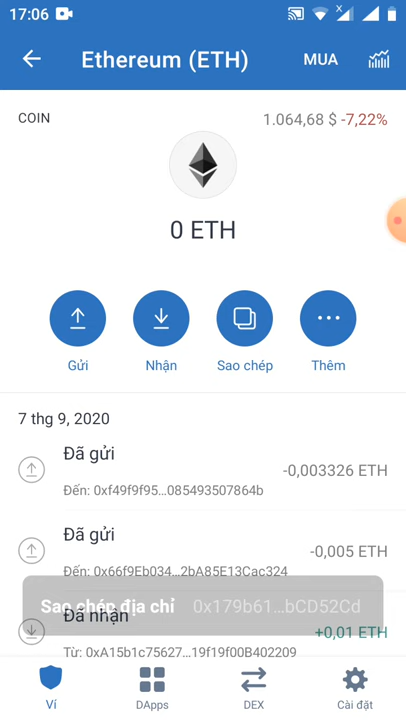 17:06
Ethereum (ETH)
MUA
COIN
1.064,68 $ -7,22%
0 ETH
Gửi
Nhận
Sao chép
Thêm
7 thg 9, 2020
Đã gửi
-0,003326 ETH
Đến: 0xf49f9f95...085493507864b
Đã gửi
-0,005 ETH
Đến: 0x66f9Eb034...2bA85E13Cac324
Sao chép địa chỉ 0x179b61...bCD52Cd
Đã nhận
+0,01 ETH
Từ: 0xA15b1c75627...19f19f00B402209
Ví
DApps
DEX
Cài đặt